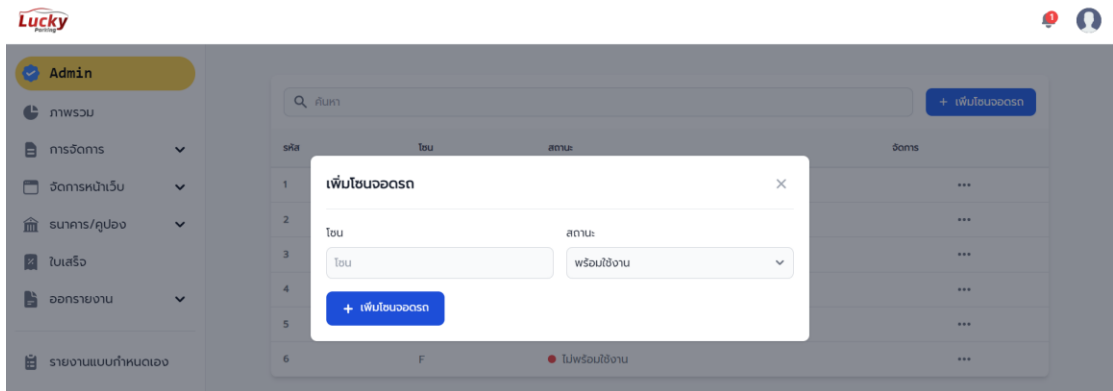 Lucky
Parking
1
Admin
ภาพรวม
การจัดการ
จัดการหน้าเว็บ
ธนาคาร/คูปอง
ใบเสร็จ
ออกรายงาน
รายงานแบบกำหนดเอง
ค้นหา
+ เพิ่มโซนจอดรถ
รหัส โซน สถานะ จัดการ
1 •••
2 •••
3 •••
4 •••
5 •••
6 F ไม่พร้อมใช้งาน •••
เพิ่มโซนจอดรถ ×
โซน สถานะ
โซน พร้อมใช้งาน
+ เพิ่มโซนจอดรถ